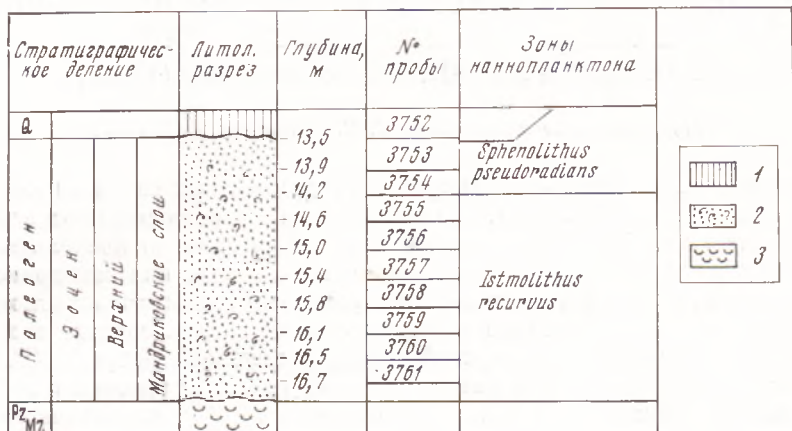 Стратиграфичес-
кое деление
Литол.
разрез
Глубина,
м
№
пробы
Зоны
наннопланктона
Q
Палеоген
Эоцен
Верхний
Мандриковские слои
Pz-
Mz
13,5
13,9
14,2
14,6
15,0
15,4
15,8
16,1
16,5
16,7
3752
3753
3754
3755
3756
3757
3758
3759
3760
3761
Sphenolithus
pseudoradians
Istmolithus
recurvus
1
2
3